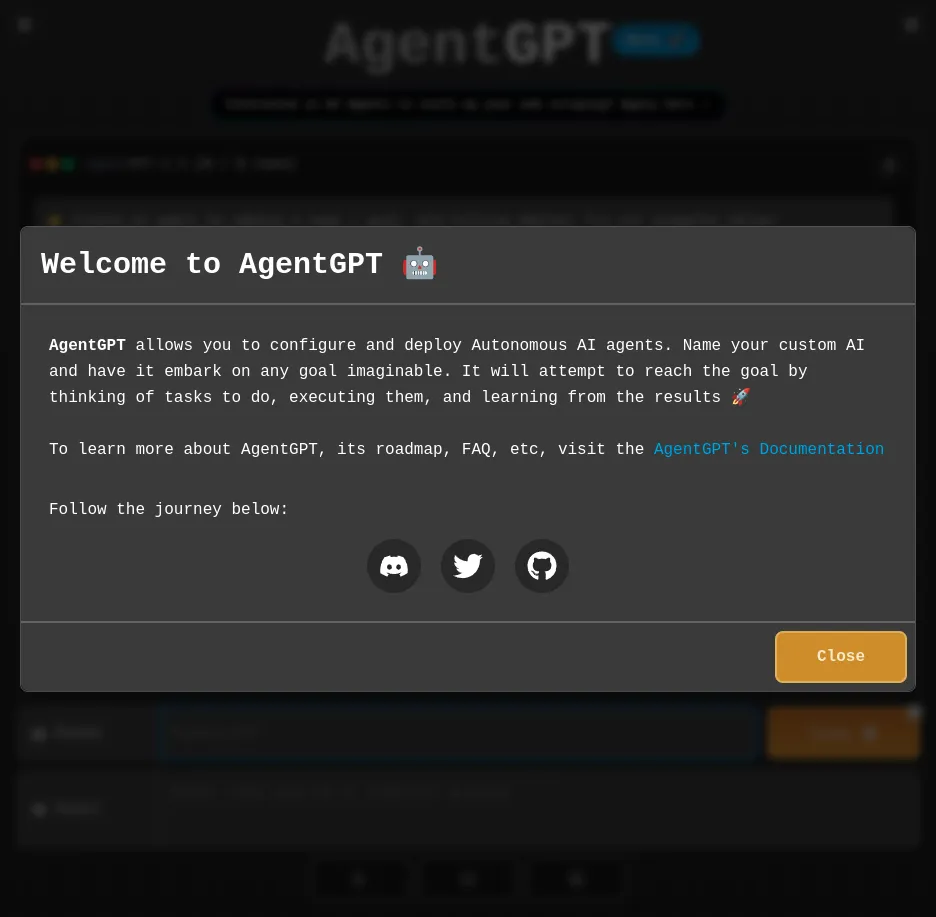 AgentGPT
Welcome to AgentGPT 🤖
AgentGPT allows you to configure and deploy Autonomous AI agents. Name your custom AI
and have it embark on any goal imaginable. It will attempt to reach the goal by
thinking of tasks to do, executing them, and learning from the results 🚀
To learn more about AgentGPT, its roadmap, FAQ, etc, visit the AgentGPT's Documentation
Follow the journey below:
Close